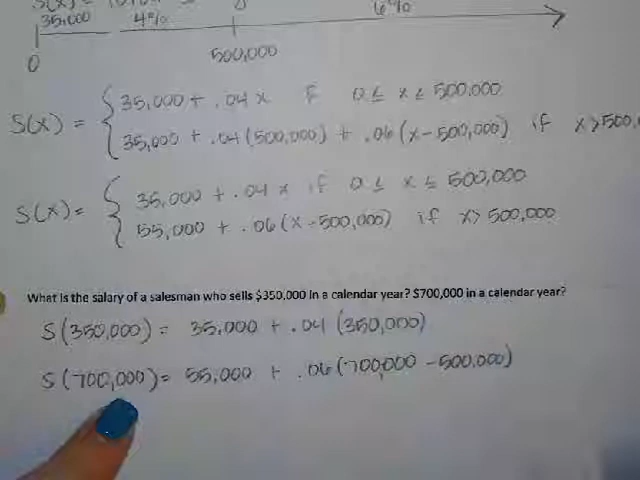 35,000 4% 6%
0 500,000
S(x) = { 35,000 + .04x if 0 ≤ x ≤ 500,000
35,000 + .04(500,000) + .06(x-500,000) if x>500,
S(x) = { 35,000 + .04x if 0 ≤ x ≤ 500,000
55,000 + .06(x-500,000) if x>500,000
What is the salary of a salesman who sells $350,000 in a calendar year? $700,000 in a calendar year?
S(350,000) = 35,000 + .04(350,000)
S(700,000) = 55,000 + .06(700,000 - 500,000)